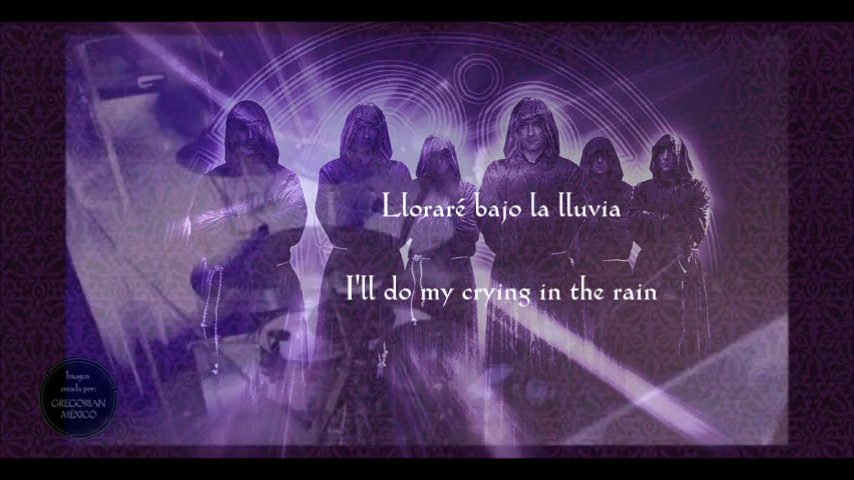 Lloraré bajo la lluvia
I'll do my crying in the rain
Imagen
creada por:
GREGORIAN
MÉXICO